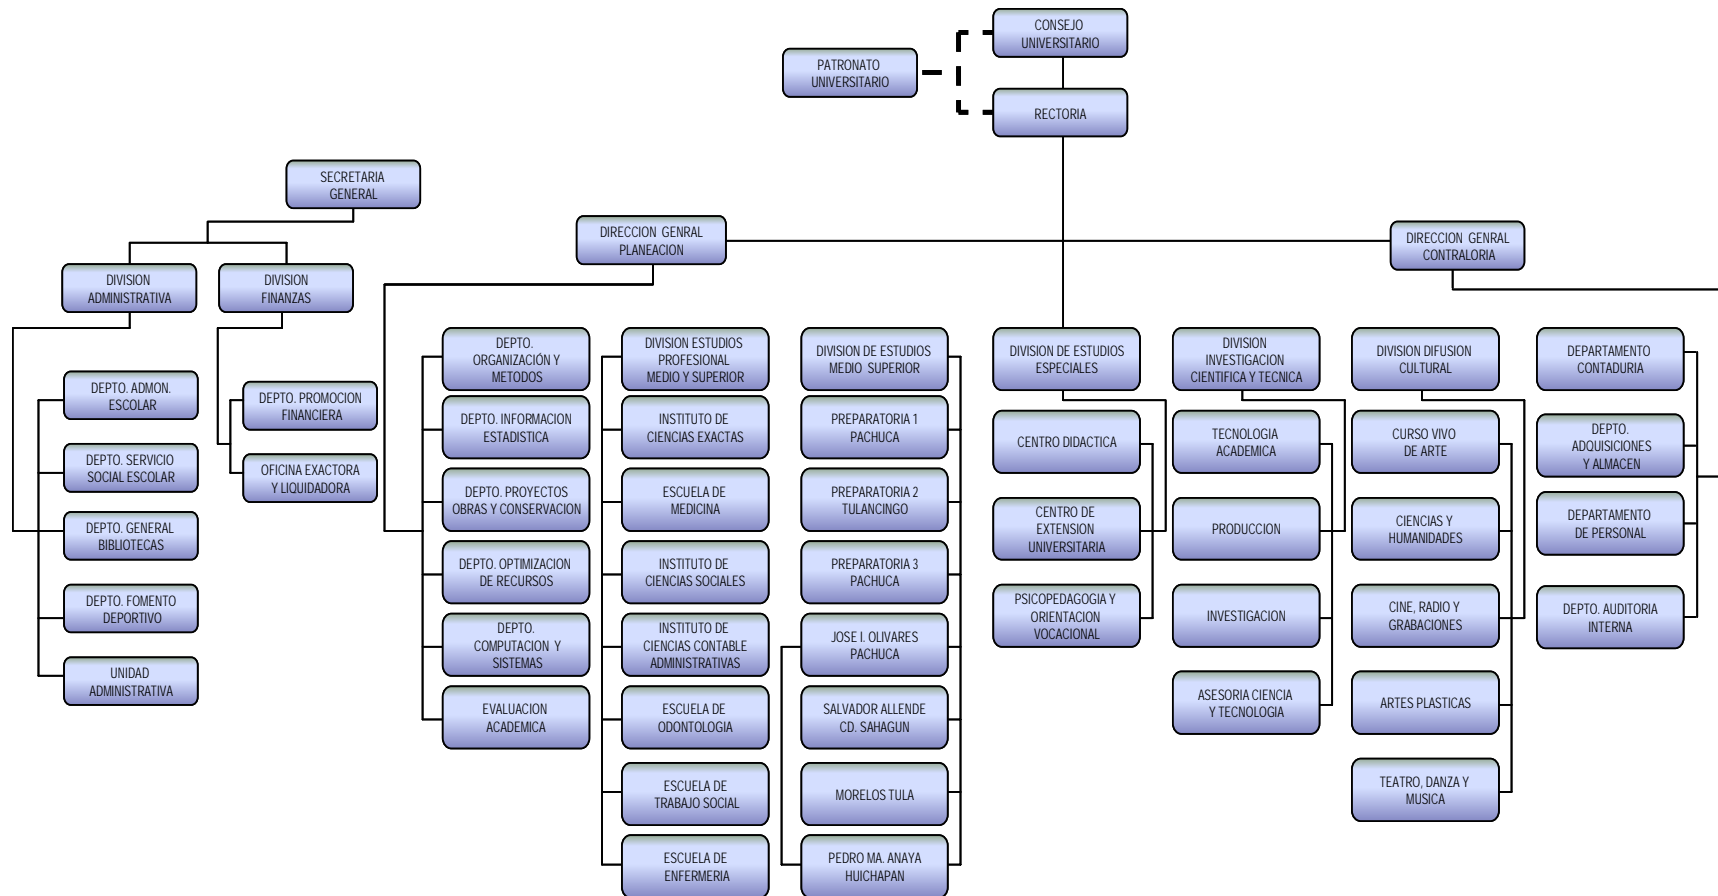 CONSEJO
UNIVERSITARIO
PATRONATO
UNIVERSITARIO
RECTORIA
SECRETARIA
GENERAL
DIRECCION GENRAL
PLANEACION
DIRECCION GENRAL
CONTRALORIA
DIVISION
ADMINISTRATIVA
DIVISION
FINANZAS
DEPTO. ADMON.
ESCOLAR
DEPTO. SERVICIO
SOCIAL ESCOLAR
DEPTO. GENERAL
BIBLIOTECAS
DEPTO. FOMENTO
DEPORTIVO
UNIDAD
ADMINISTRATIVA
DEPTO. PROMOCION
FINANCIERA
OFICINA EXACTORA
Y LIQUIDADORA
DEPTO.
ORGANIZACIÓN Y
METODOS
DEPTO. INFORMACION
ESTADISTICA
DEPTO. PROYECTOS
OBRAS Y CONSERVACION
DEPTO. OPTIMIZACION
DE RECURSOS
DEPTO.
COMPUTACION Y
SISTEMAS
EVALUACION
ACADEMICA
DIVISION ESTUDIOS
PROFESIONAL
MEDIO Y SUPERIOR
INSTITUTO DE
CIENCIAS EXACTAS
ESCUELA DE
MEDICINA
INSTITUTO DE
CIENCIAS SOCIALES
INSTITUTO DE
CIENCIAS CONTABLE
ADMINISTRATIVAS
ESCUELA DE
ODONTOLOGIA
ESCUELA DE
TRABAJO SOCIAL
ESCUELA DE
ENFERMERIA
DIVISION DE ESTUDIOS
MEDIO SUPERIOR
PREPARATORIA 1
PACHUCA
PREPARATORIA 2
TULANCINGO
PREPARATORIA 3
PACHUCA
JOSE I. OLIVARES
PACHUCA
SALVADOR ALLENDE
CD. SAHAGUN
MORELOS TULA
PEDRO MA. ANAYA
HUICHAPAN
DIVISION DE ESTUDIOS
ESPECIALES
CENTRO DIDACTICA
CENTRO DE
EXTENSION
UNIVERSITARIA
PSICOPEDAGOGIA Y
ORIENTACION
VOCACIONAL
DIVISION
INVESTIGACION
CIENTIFICA Y TECNICA
TECNOLOGIA
ACADEMICA
PRODUCCION
INVESTIGACION
ASESORIA CIENCIA
Y TECNOLOGIA
DIVISION DIFUSION
CULTURAL
CURSO VIVO
DE ARTE
CIENCIAS Y
HUMANIDADES
CINE, RADIO Y
GRABACIONES
ARTES PLASTICAS
TEATRO, DANZA Y
MUSICA
DEPARTAMENTO
CONTADURIA
DEPTO.
ADQUISICIONES
Y ALMACEN
DEPARTAMENTO
DE PERSONAL
DEPTO. AUDITORIA
INTERNA